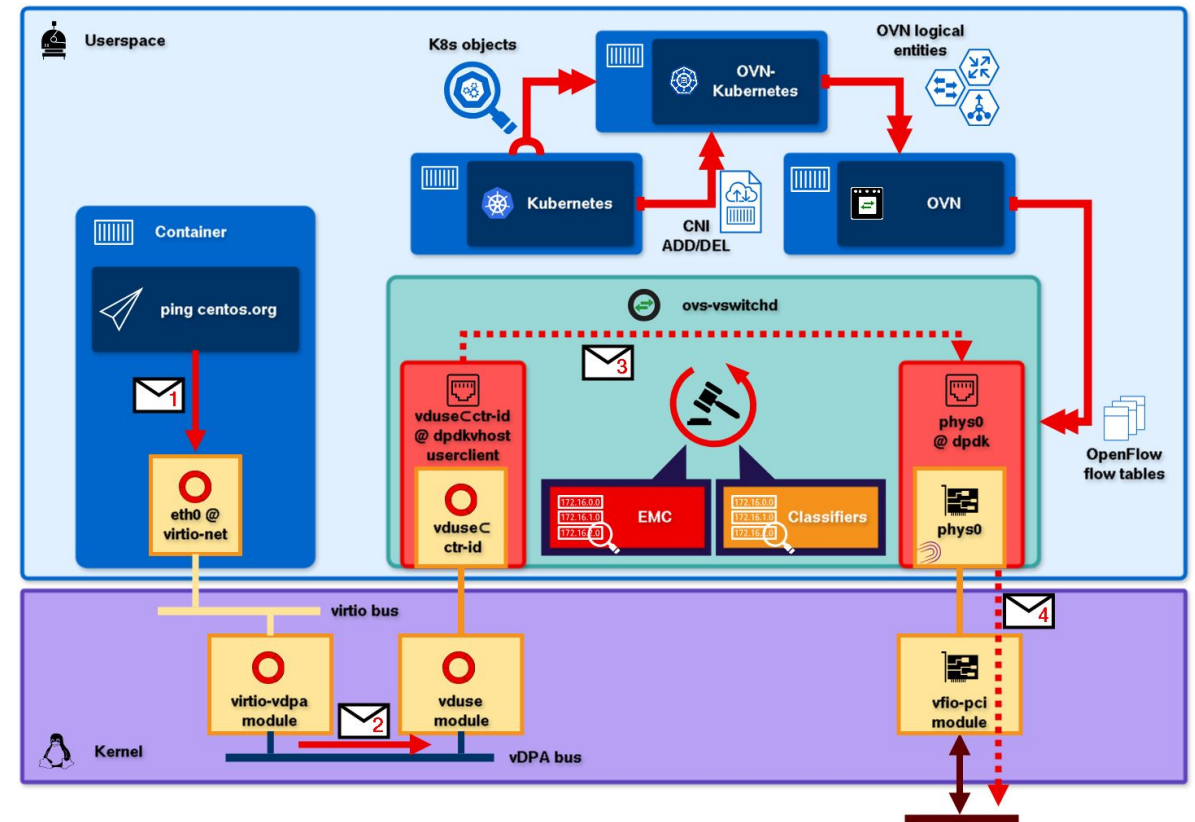 Userspace
K8s objects
OVN-
Kubernetes
OVN logical
entities
Kubernetes
CNI
ADD/DEL
OVN
Container
ping centos.org
1
eth0 @
virtio-net
ovs-vswitchd
3
vduse⊂ctr-id
@ dpdkvhost
userclient
vduse⊂
ctr-id
172.16.0.0
172.16.1.0
172.16.2.0
EMC
172.16.0.0
172.16.1.0
172.16.2.0
Classifiers
phys0
@ dpdk
phys0
OpenFlow
flow tables
virtio bus
4
virtio-vdpa
module
2
vduse
module
vfio-pci
module
Kernel
vDPA bus